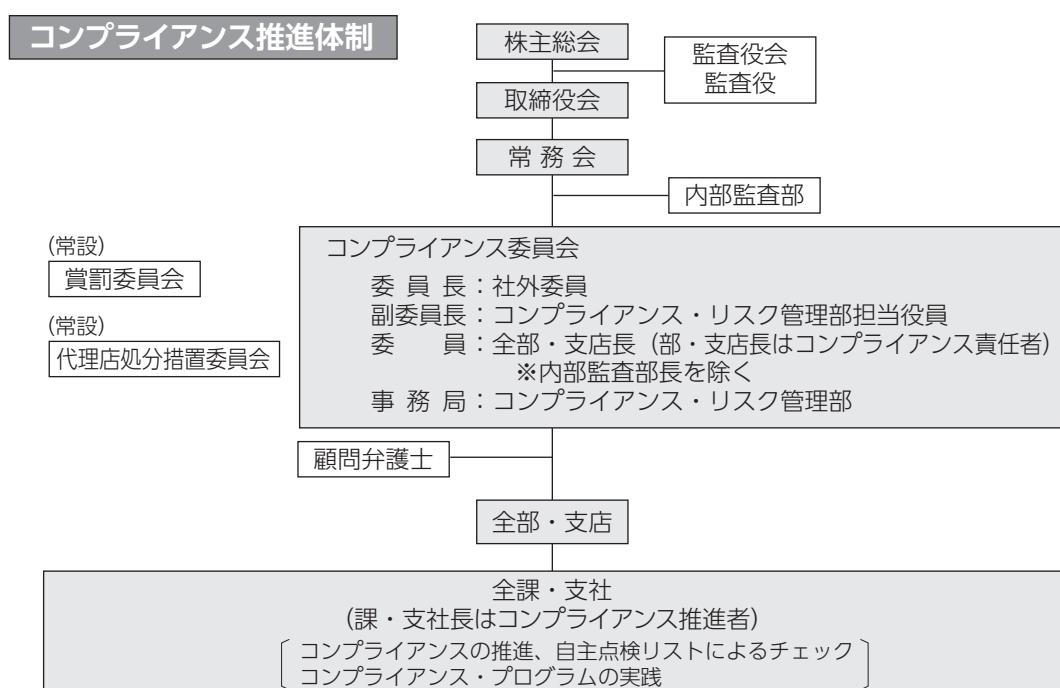 コンプライアンス推進体制
株主総会
監査役会
監査役
取締役会
常務会
内部監査部
(常設)
賞罰委員会
(常設)
代理店処分措置委員会
コンプライアンス委員会
委員長：社外委員
副委員長：コンプライアンス・リスク管理部担当役員
委　員：全部・支店長（部・支店長はコンプライアンス責任者）
※内部監査部長を除く
事務局：コンプライアンス・リスク管理部
顧問弁護士
全部・支店
全課・支社
（課・支社長はコンプライアンス推進者）
コンプライアンスの推進、自主点検リストによるチェック
コンプライアンス・プログラムの実践